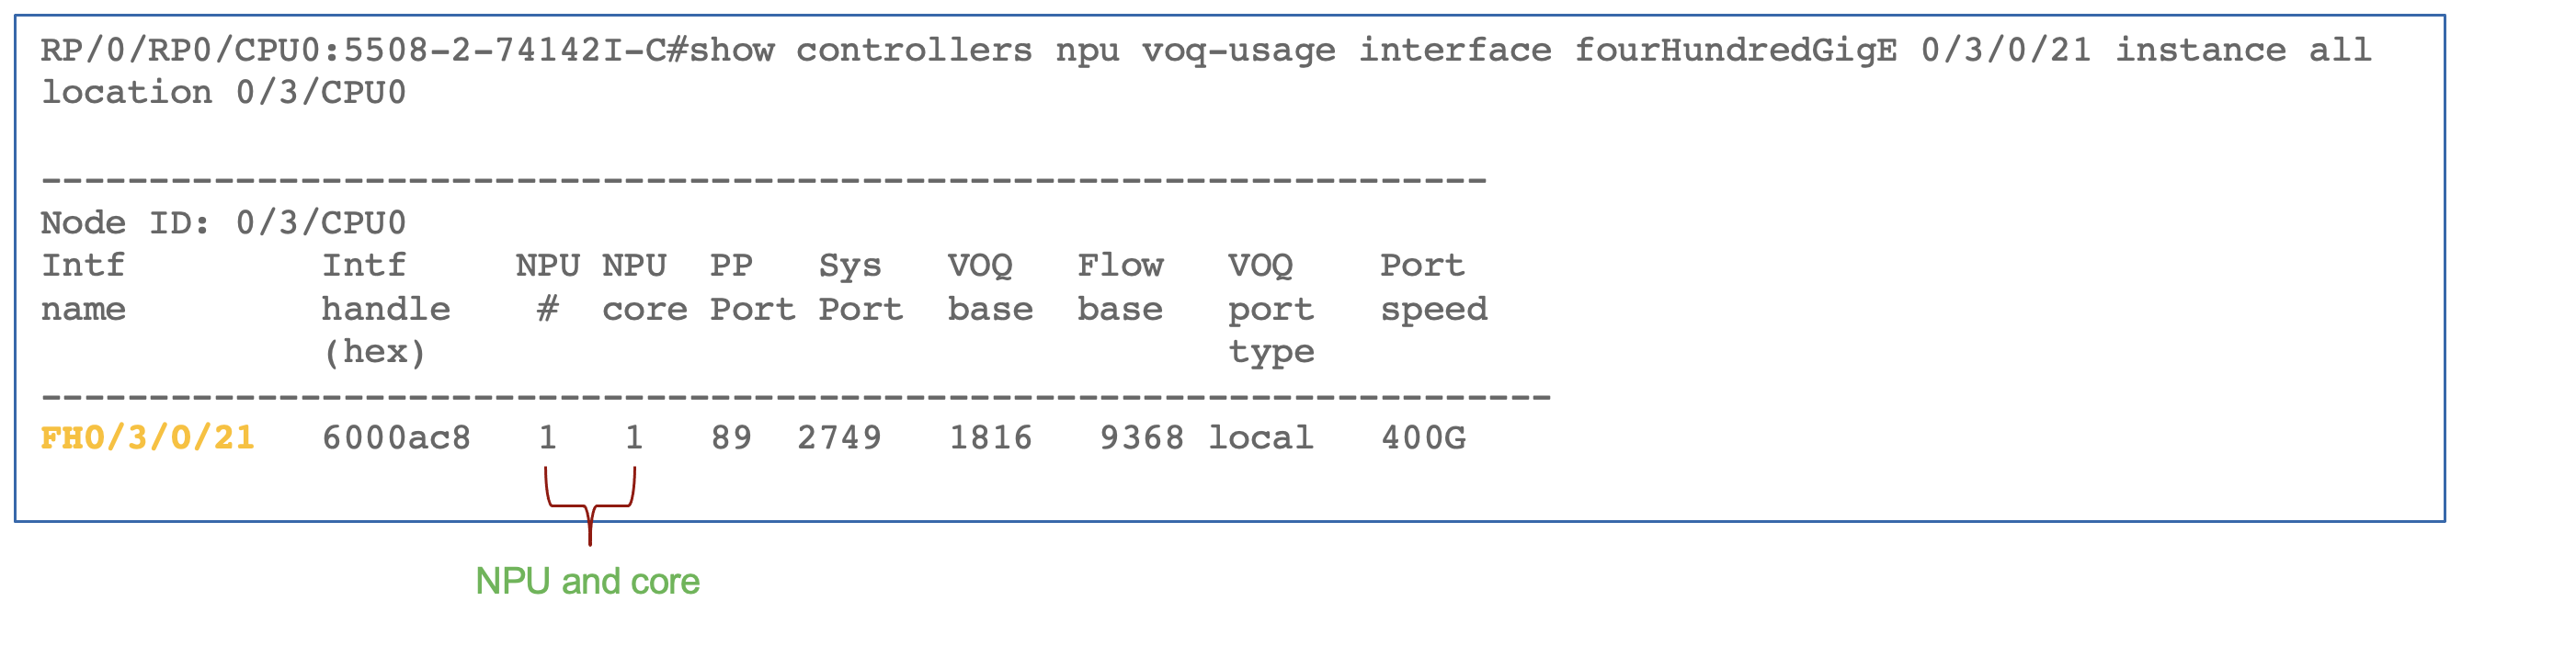 RP/0/RP0/CPU0:5508-2-74142I-C#show controllers npu voq-usage interface fourHundredGigE 0/3/0/21 instance all
location 0/3/CPU0
-------------------------------------------------------------------
Node ID: 0/3/CPU0
Intf         Intf     NPU NPU  PP   Sys   VOQ   Flow   VOQ    Port
name         handle    #  core Port Port  base  base   port   speed
             (hex)                                     type
----------------------------------------------------------------------
FH0/3/0/21   6000ac8   1   1   89  2749   1816   9368 local   400G
NPU and core